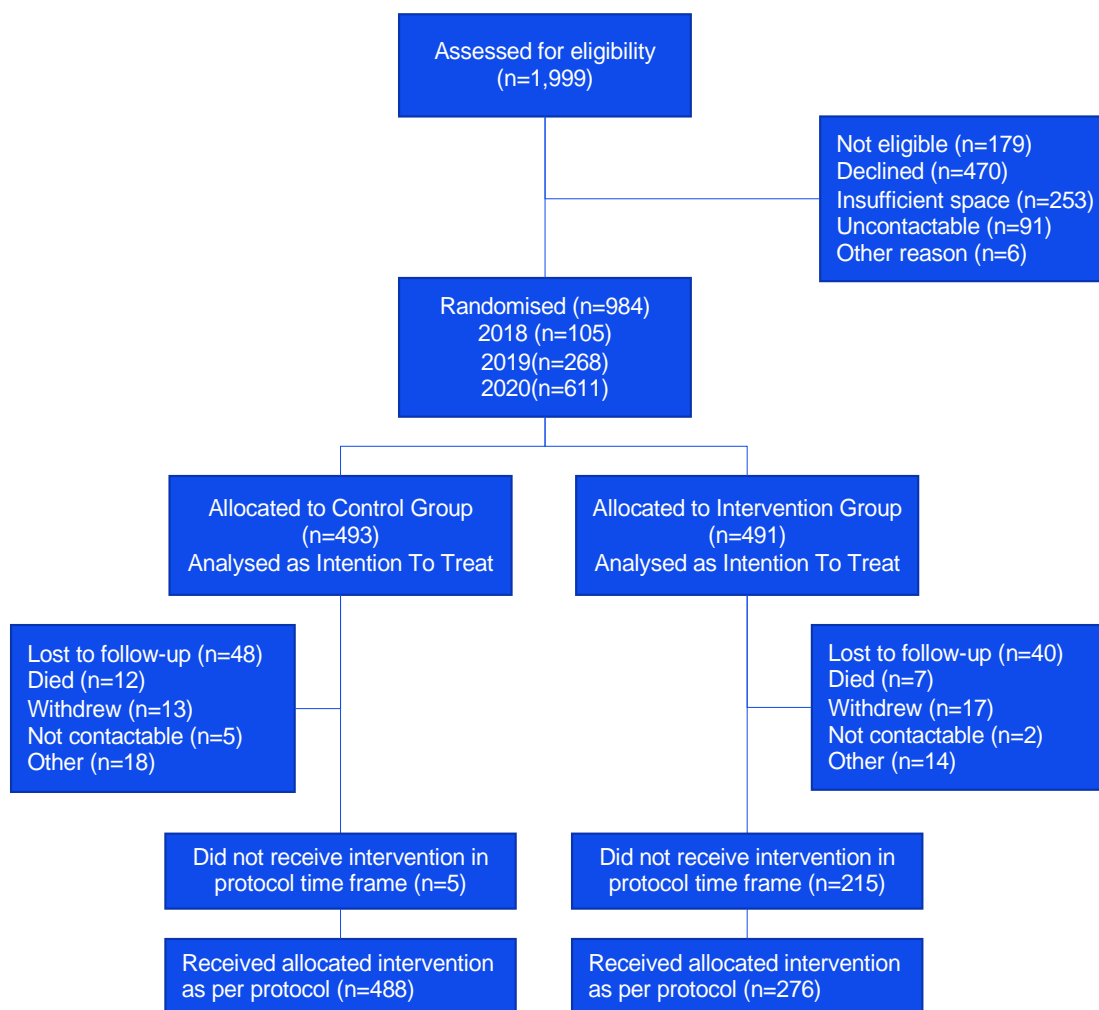 Assessed for eligibility
(n=1,999)
Not eligible (n=179)
Declined (n=470)
Insufficient space (n=253)
Uncontactable (n=91)
Other reason (n=6)
Randomised (n=984)
2018 (n=105)
2019(n=268)
2020(n=611)
Allocated to Control Group
(n=493)
Analysed as Intention To Treat
Allocated to Intervention Group
(n=491)
Analysed as Intention To Treat
Lost to follow-up (n=48)
Died (n=12)
Withdrew (n=13)
Not contactable (n=5)
Other (n=18)
Lost to follow-up (n=40)
Died (n=7)
Withdrew (n=17)
Not contactable (n=2)
Other (n=14)
Did not receive intervention in
protocol time frame (n=5)
Did not receive intervention in
protocol time frame (n=215)
Received allocated intervention
as per protocol (n=488)
Received allocated intervention
as per protocol (n=276)